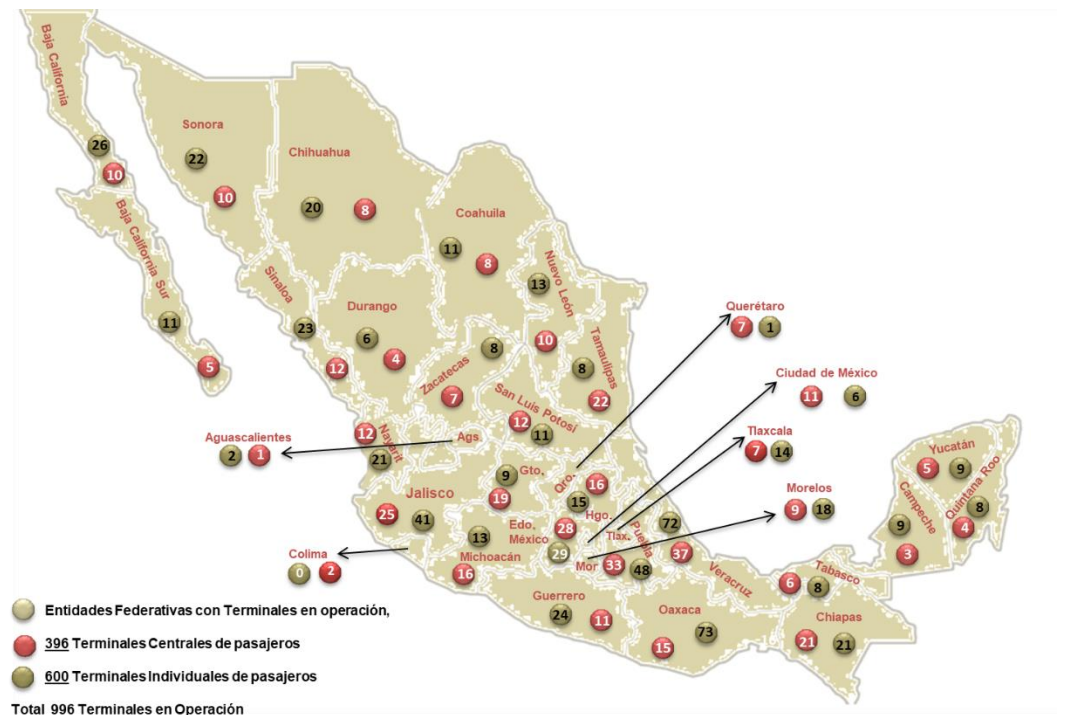 Baja California
26
10
Sonora
22
10
Chihuahua
20
8
Coahuila
11
8
Nuevo León
13
10
Baja California Sur
11
5
Sinaloa
23
12
Durango
6
4
Zacatecas
8
7
Tamaulipas
8
22
San Luis Potosí
12
11
Nayarit
12
21
Ags.
Aguascalientes
2 1
Querétaro
7 1
Ciudad de México
11 6
Tlaxcala
7 14
Morelos
9 18
Jalisco
25
41
Gto.
9
19
Qro.
16
15
Hgo.
Edo.
México
28
29
Tlax.
Mor
Puebla
33
48
72
37
Veracruz
Michoacán
13
16
Colima
0 2
Guerrero
24
11
Oaxaca
15
73
Tabasco
6
8
Chiapas
21
21
Campeche
9
3
Yucatán
5
9
Quintana Roo
8
4
Entidades Federativas con Terminales en operación,
396 Terminales Centrales de pasajeros
600 Terminales Individuales de pasajeros
Total 996 Terminales en Operación